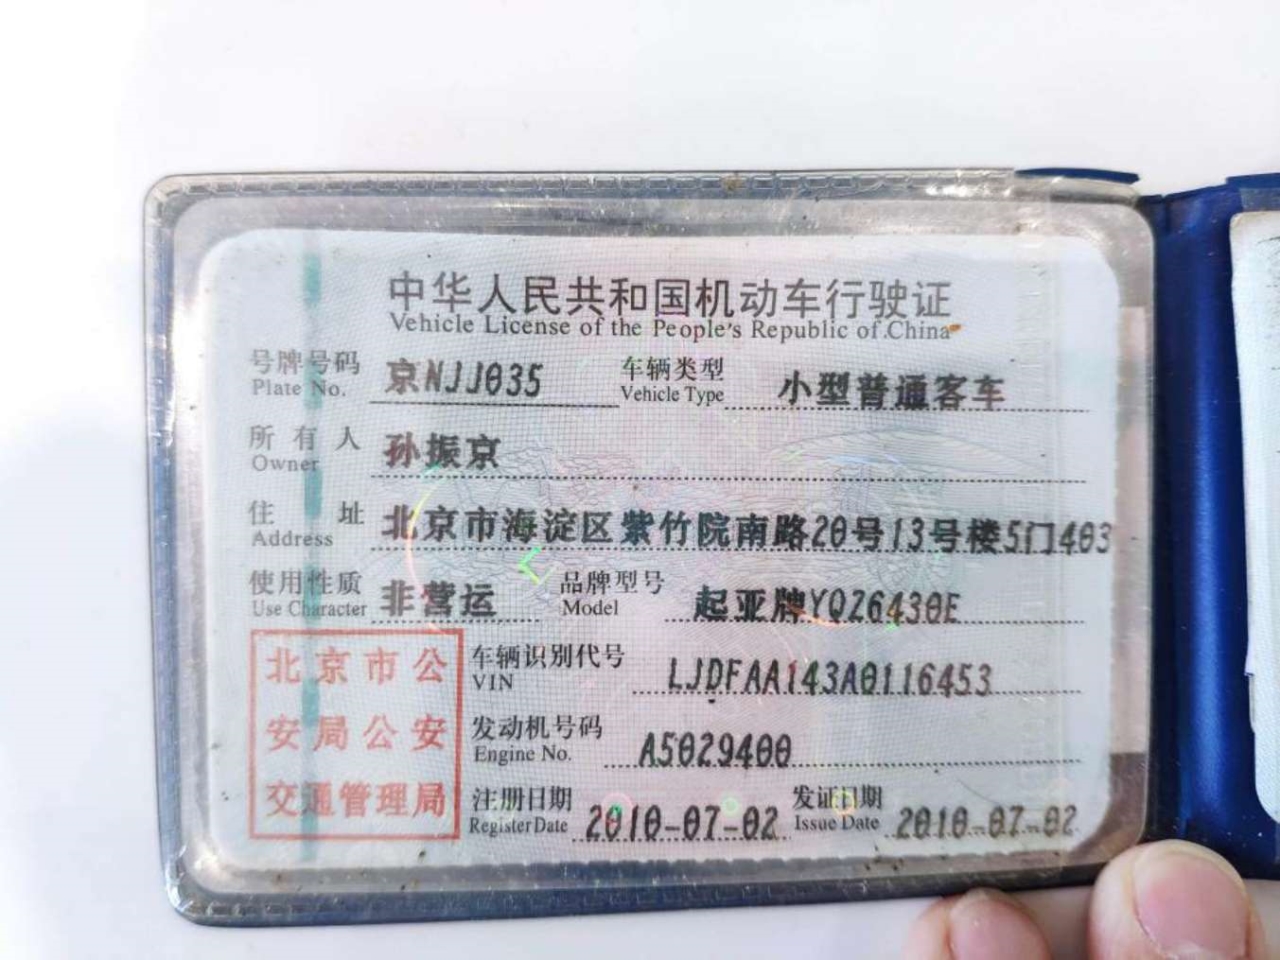 中华人民共和国机动车行驶证
Vehicle License of the People's Republic of China
号牌号码 京NJJ035 车辆类型 小型普通客车
Plate No. Vehicle Type
所有人 孙振京
Owner
住址 北京市海淀区紫竹院南路20号13号楼5门403
Address
使用性质 非营运 品牌型号 起亚牌YQZ6430E
Use Character Model
北京市公
安局公安
交通管理局
车辆识别代号 LJDFAA143A0116453
VIN
发动机号码 A5029400
Engine No.
注册日期 2010-07-02 发证日期 2010-07-02
Register Date Issue Date